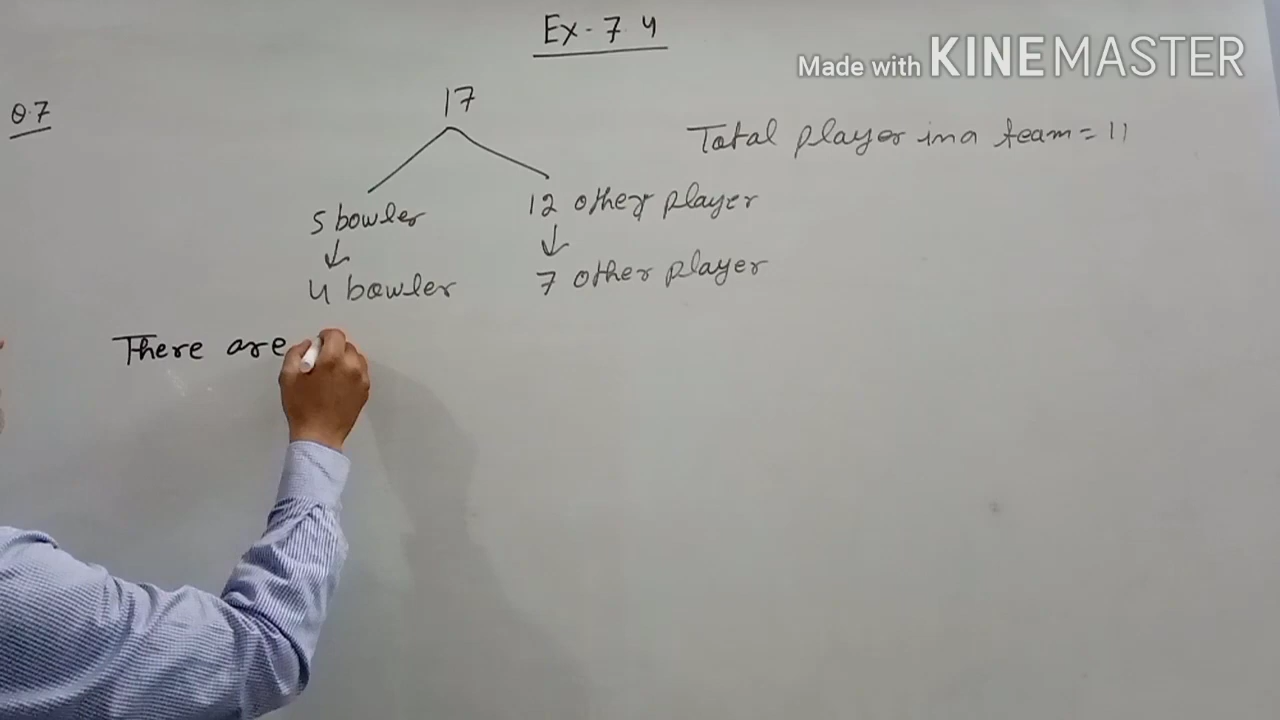 Ex-7.4
Made with KINEMASTER
Q.7
17
Total player in a team = 11
5 bowler
12 other player
4 bowler
7 other player
There are